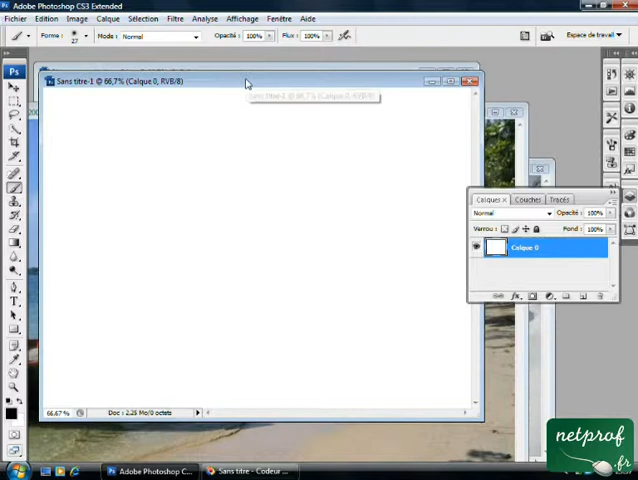 Adobe Photoshop CS3 Extended
Fichier Edition Image Calque Sélection Filtre Analyse Affichage Fenêtre Aide
Forme : 27 Mode : Normal Opacité : 100% Flux : 100% Espace de travail
Ps
Sans titre-1 @ 66,7% (Calque 0, RVB/8)
Sans titre-1 @ 66,7% (Calque 0, RVB/8)
Calques x Couches Tracés
Normal Opacité : 100%
Verrou : Fond : 100%
Calque 0
66,67 % Doc : 2,25 Mo/0 octets
netprof
.fr
Adobe Photoshop C... Sans titre - Codeur ...